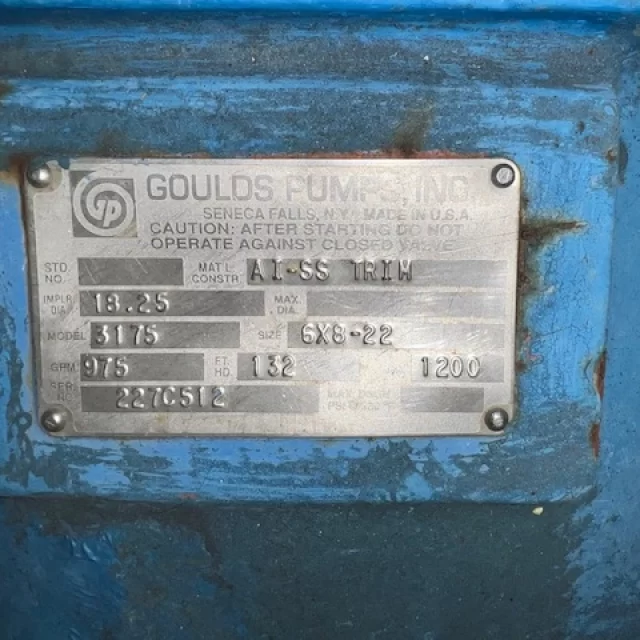 GP
GOULDS PUMPS, INC.
SENECA FALLS, N.Y. MADE IN U.S.A.
CAUTION: AFTER STARTING DO NOT
OPERATE AGAINST CLOSED VALVE
STD. NO. MAT'L CONSTR. AI-SS TRIM
IMPLR DIA. 18.25 MAX. DIA.
MODEL 3175 SIZE 6X8-22
GPM 975 FT. HD. 132 1200
SER. NO. 227C512